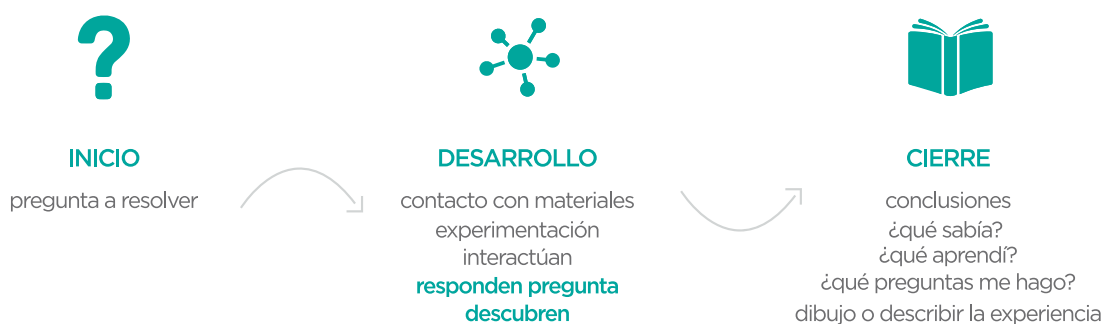 INICIO
pregunta a resolver
DESARROLLO
contacto con materiales
experimentación
interactúan
responden pregunta
descubren
CIERRE
conclusiones
¿qué sabía?
¿qué aprendí?
¿qué preguntas me hago?
dibujo o describir la experiencia